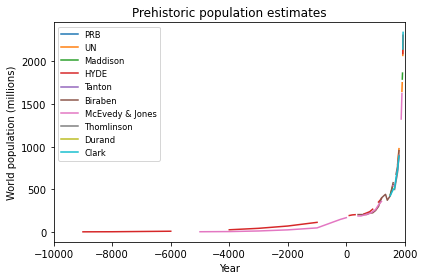 Prehistoric population estimates
World population (millions)
2000
1500
1000
500
0
PRB
UN
Maddison
HYDE
Tanton
Biraben
McEvedy & Jones
Thomlinson
Durand
Clark
−10000 −8000 −6000 −4000 −2000 0 2000
Year